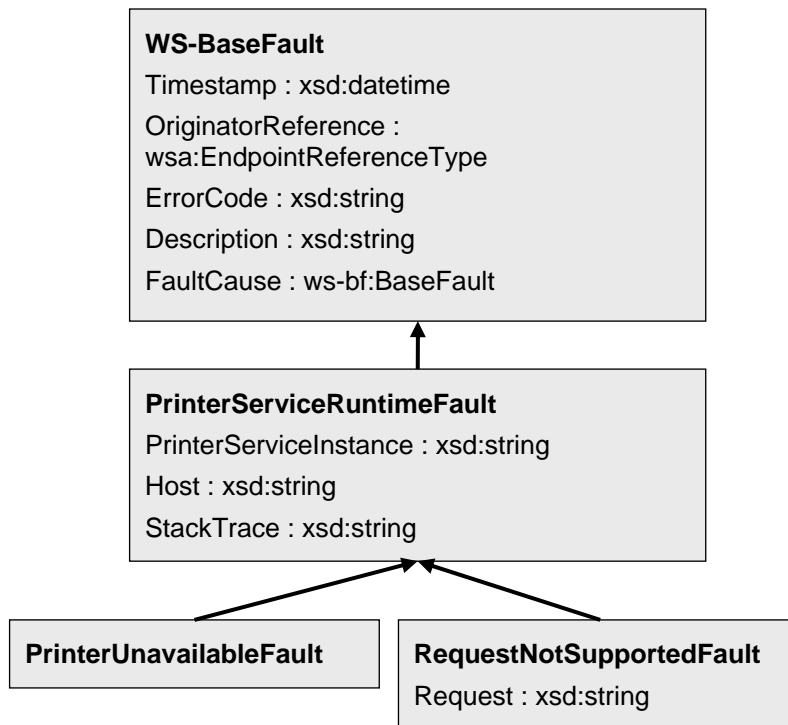 WS-BaseFault
Timestamp : xsd:datetime
OriginatorReference :
wsa:EndpointReferenceType
ErrorCode : xsd:string
Description : xsd:string
FaultCause : ws-bf:BaseFault
PrinterServiceRuntimeFault
PrinterServiceInstance : xsd:string
Host : xsd:string
StackTrace : xsd:string
PrinterUnavailableFault
RequestNotSupportedFault
Request : xsd:string